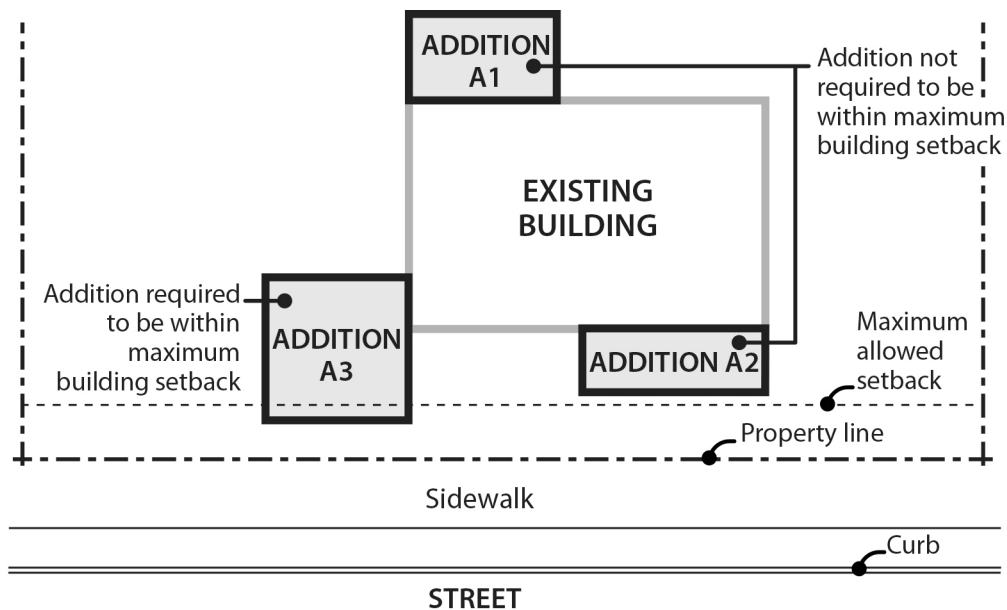 ADDITION
A1
Addition not
required to be
within maximum
building setback
EXISTING
BUILDING
Addition required
to be within
maximum
building setback
ADDITION
A3
ADDITION A2
Maximum
allowed
setback
Property line
Sidewalk
Curb
STREET